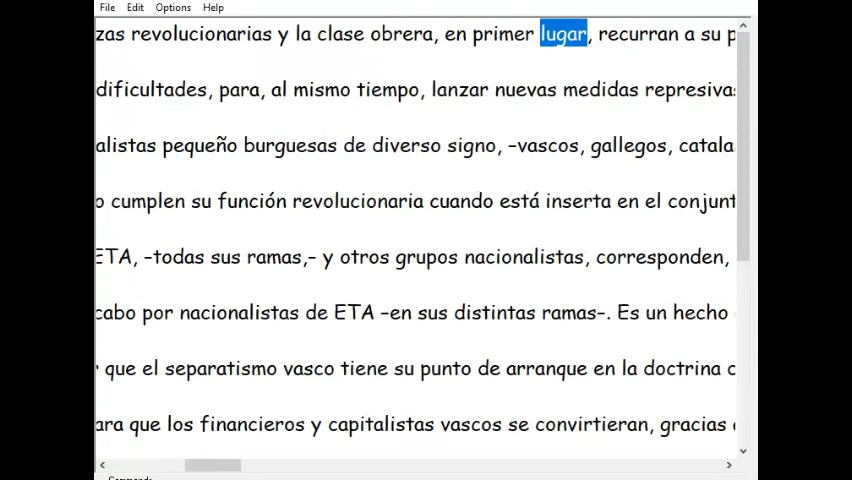 File Edit Options Help
zas revolucionarias y la clase obrera, en primer lugar, recurran a su p
dificultades, para, al mismo tiempo, lanzar nuevas medidas represivas
alistas pequeño burguesas de diverso signo, –vascos, gallegos, catala
o cumplen su función revolucionaria cuando está inserta en el conjunt
ETA, –todas sus ramas,– y otros grupos nacionalistas, corresponden,
cabo por nacionalistas de ETA –en sus distintas ramas–. Es un hecho
que el separatismo vasco tiene su punto de arranque en la doctrina
ara que los financieros y capitalistas vascos se convirtieran, gracias